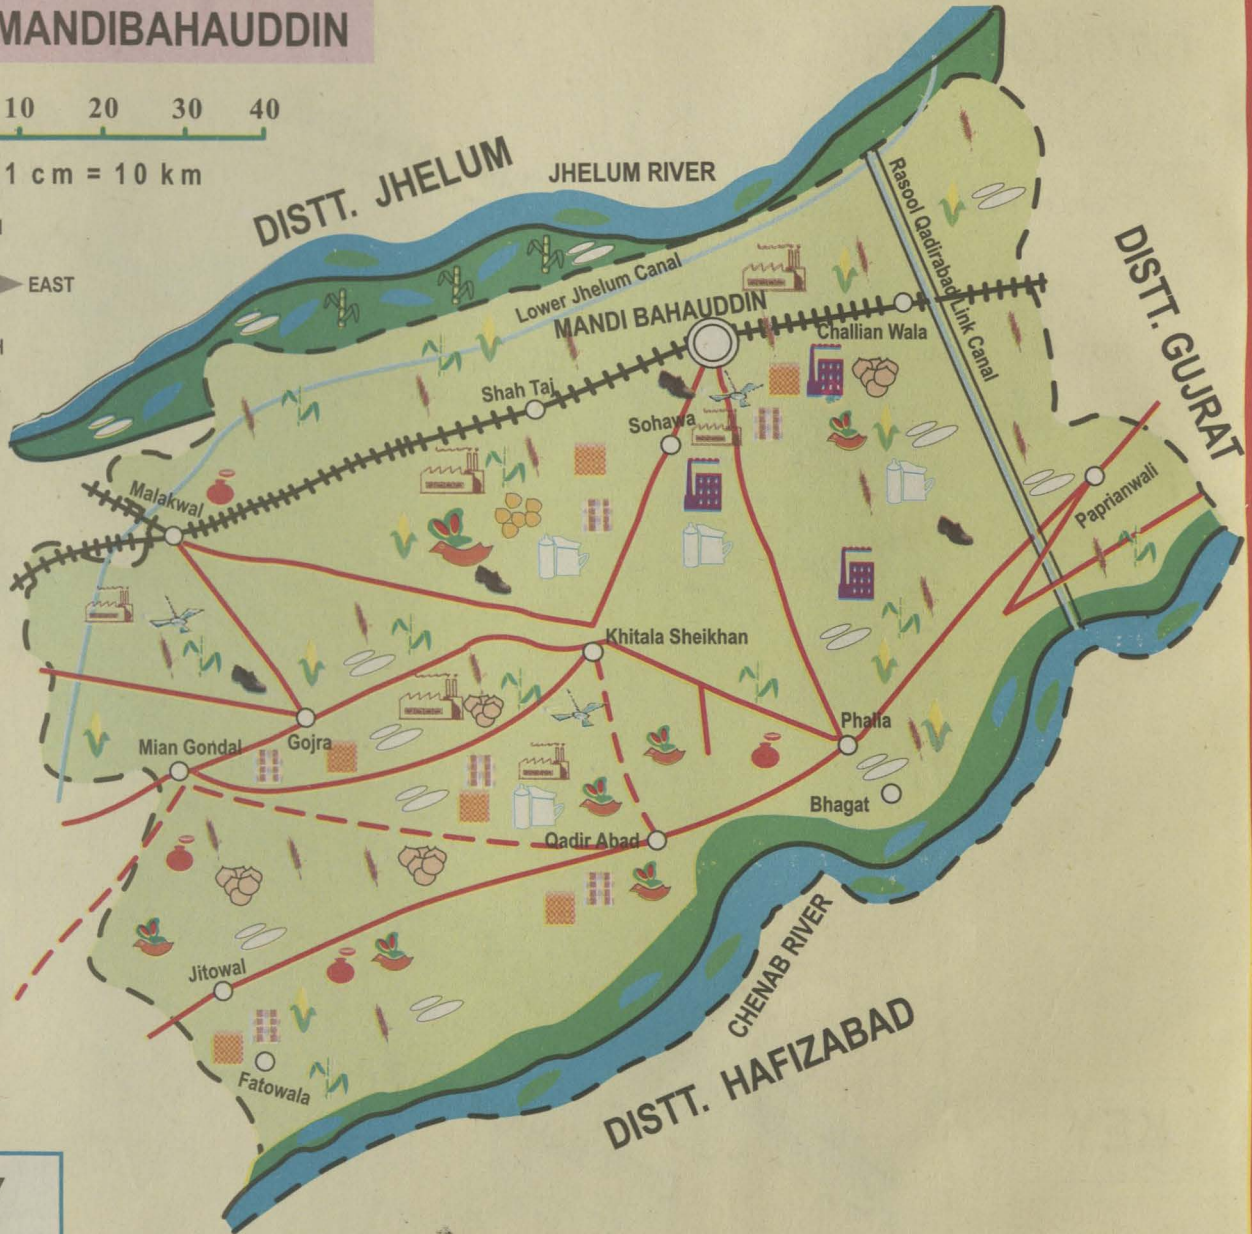 MANDIBAHAUDDIN
10 20 30 40
1 cm = 10 km
EAST
DISTT. JHELUM
JHELUM RIVER
Rasool Qadirabad Link Canal
DISTT. GUJRAT
Lower Jhelum Canal
MANDI BAHAUDDIN
Challian Wala
Shah Taj
Sohawa
Malakwal
Paprianwali
Khitala Sheikhan
Phalia
Gojra
Mian Gondal
Bhagat
Qadir Abad
CHENAB RIVER
Jitowal
Fatowala
DISTT. HAFIZABAD